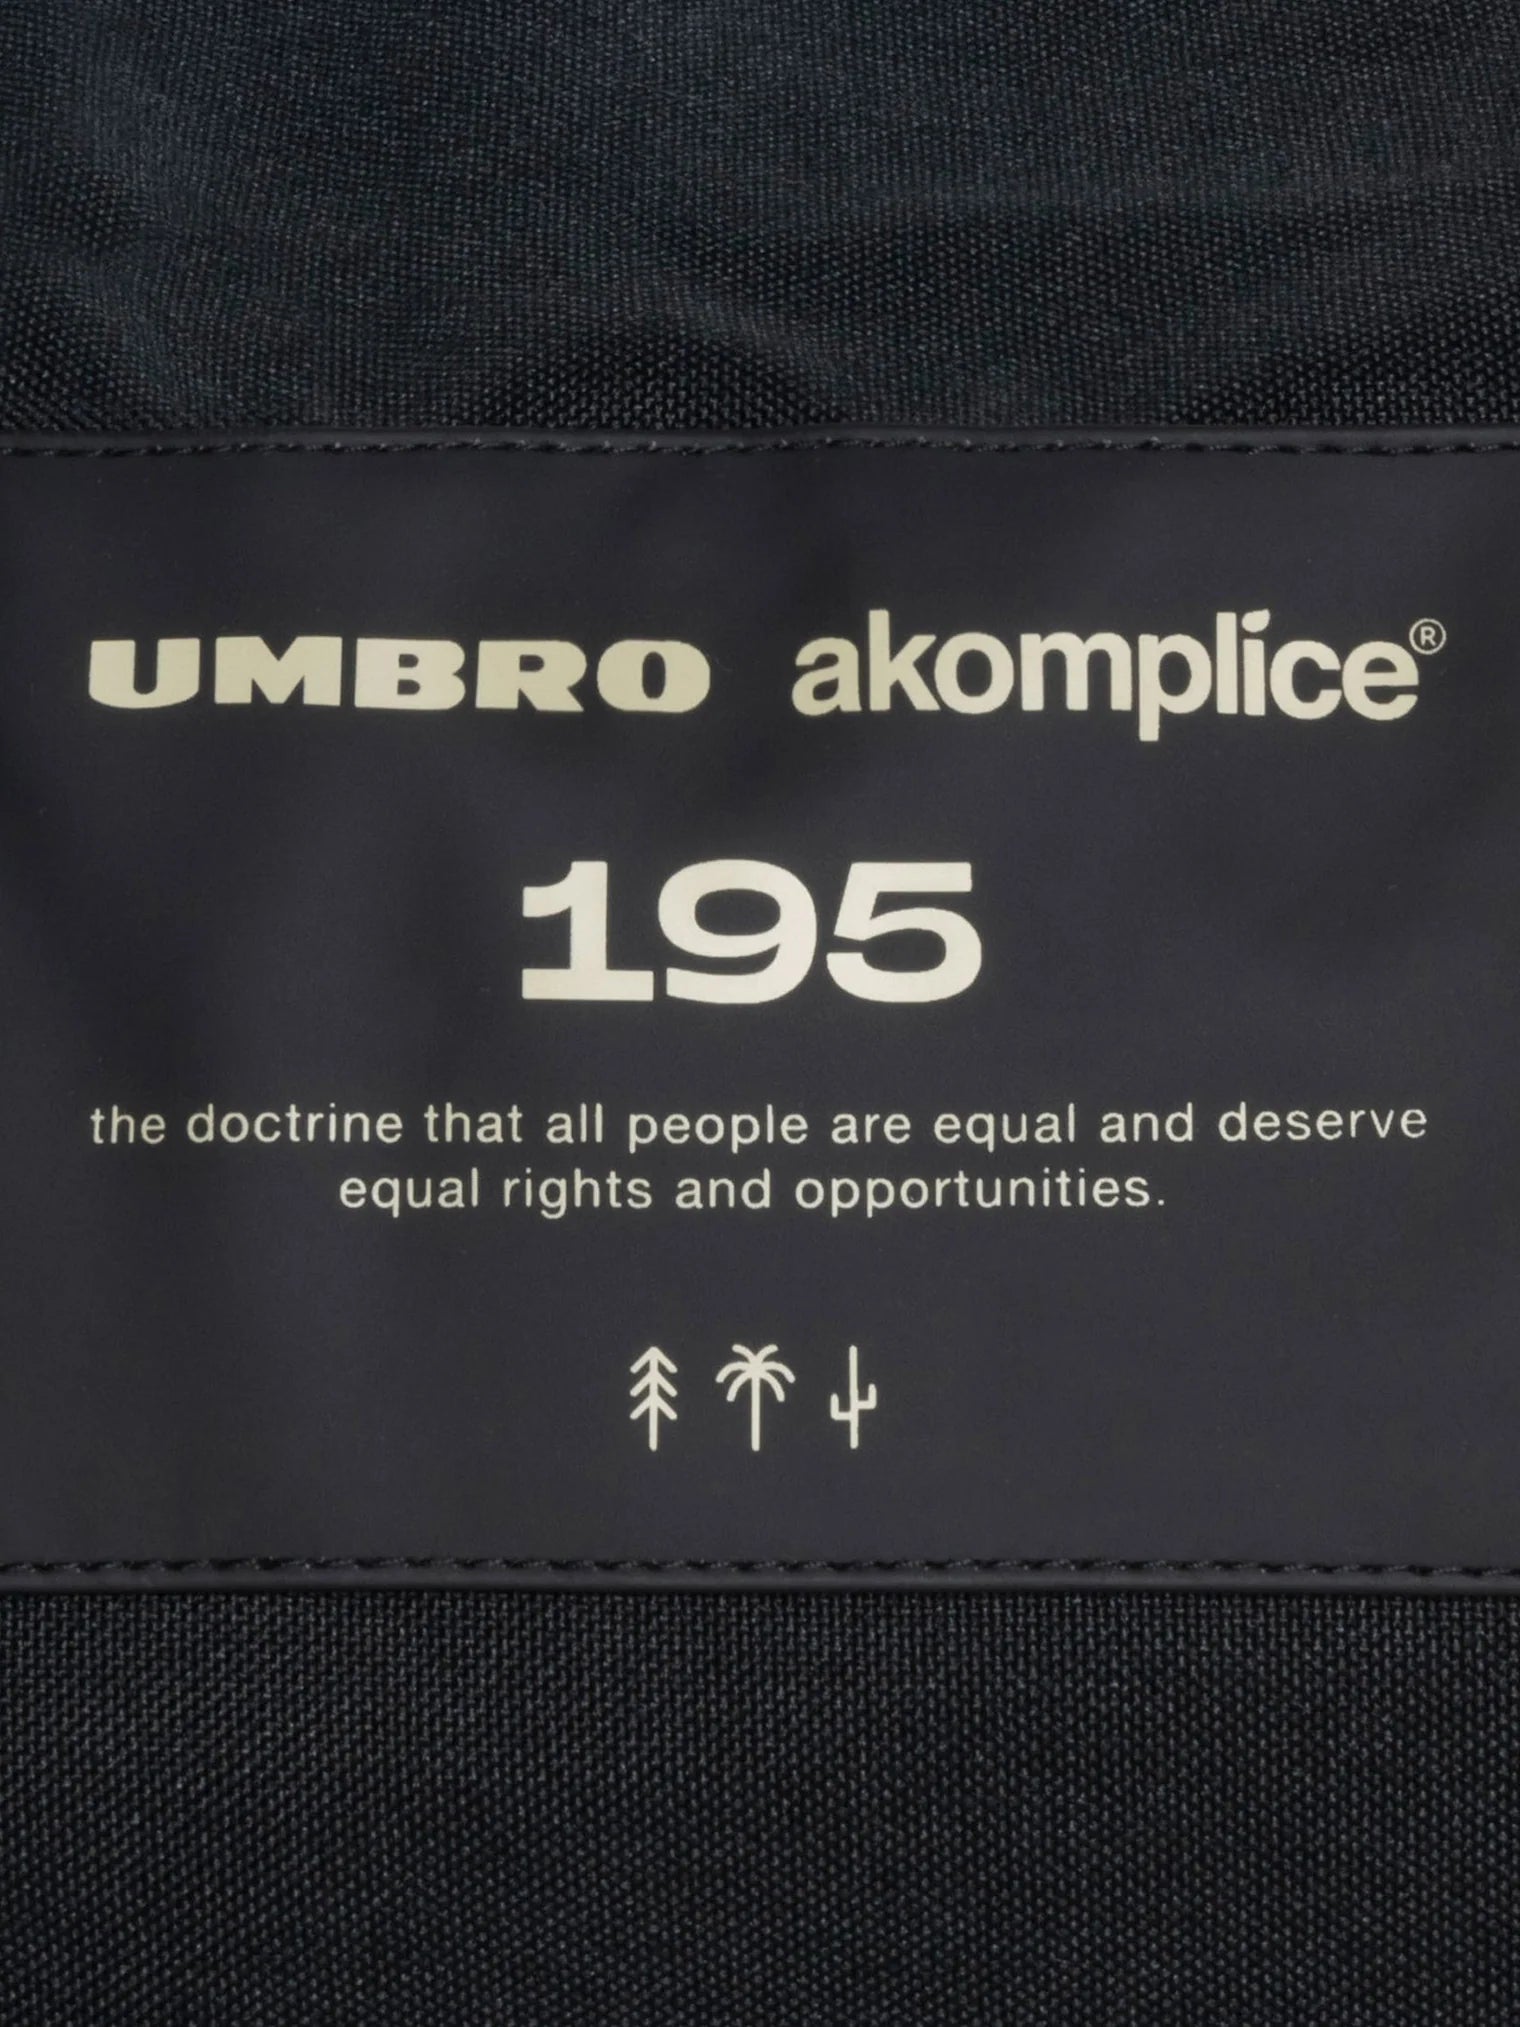 UMBRO akomplice®
195
the doctrine that all people are equal and deserve
equal rights and opportunities.